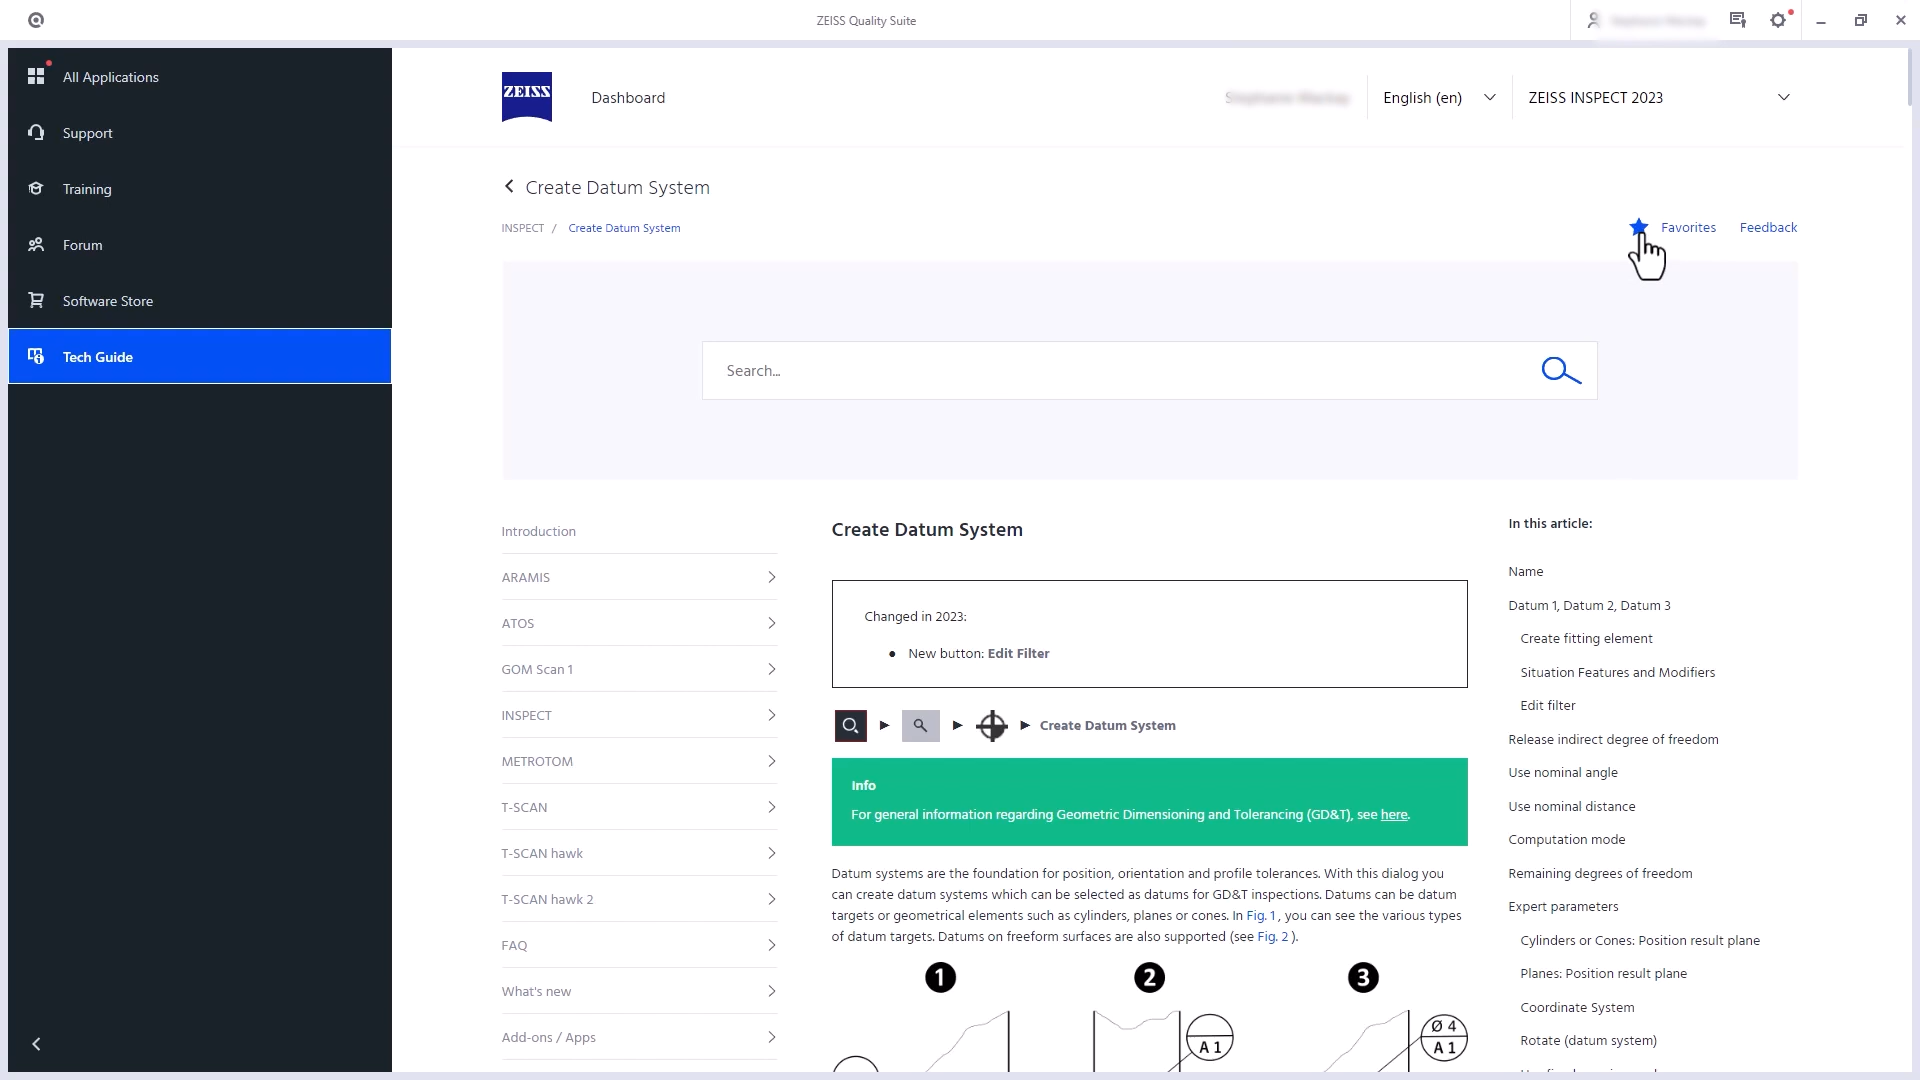 ZEISS Quality Suite
All Applications
Support
Training
Forum
Software Store
Tech Guide
ZEISS
Dashboard
English (en)
ZEISS INSPECT 2023
Create Datum System
INSPECT / Create Datum System
Favorites
Feedback
Search...
Introduction
ARAMIS
ATOS
GOM Scan 1
INSPECT
METROTOM
T-SCAN
T-SCAN hawk
T-SCAN hawk 2
FAQ
What's new
Add-ons / Apps
Create Datum System
Changed in 2023:
• New button: Edit Filter
Create Datum System
Info
For general information regarding Geometric Dimensioning and Tolerancing (GD&T), see here.
Datum systems are the foundation for position, orientation and profile tolerances. With this dialog you
can create datum systems which can be selected as datums for GD&T inspections. Datums can be datum
targets or geometrical elements such as cylinders, planes or cones. In Fig. 1 , you can see the various types
of datum targets. Datums on freeform surfaces are also supported (see Fig. 2 ).
1 2 3
A 1
Ø 4
A 1
In this article:
Name
Datum 1, Datum 2, Datum 3
Create fitting element
Situation Features and Modifiers
Edit filter
Release indirect degree of freedom
Use nominal angle
Use nominal distance
Computation mode
Remaining degrees of freedom
Expert parameters
Cylinders or Cones: Position result plane
Planes: Position result plane
Coordinate System
Rotate (datum system)